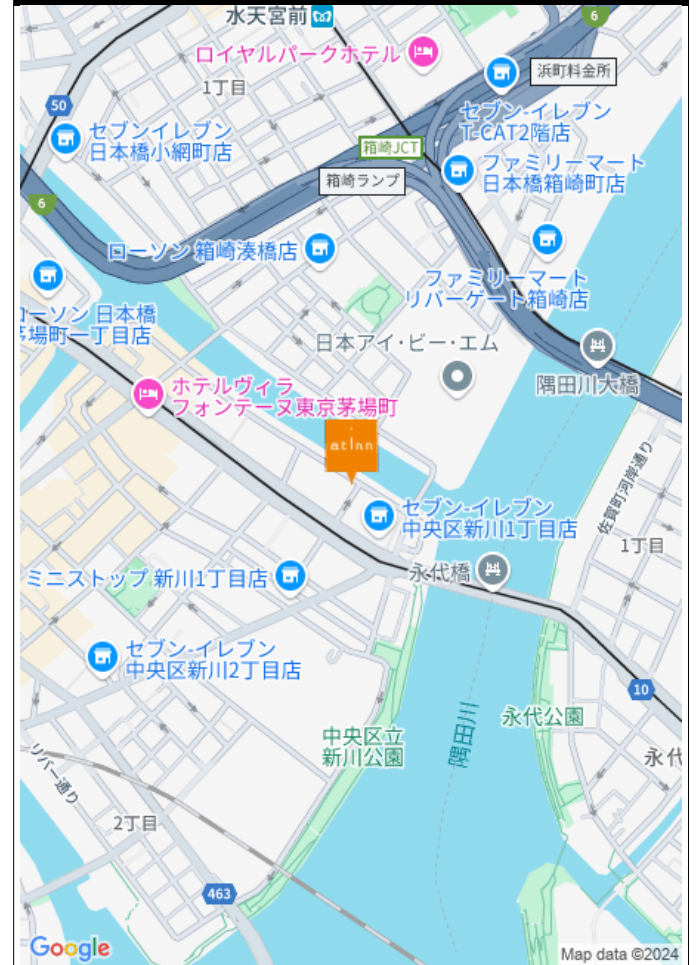 水天宮前
6
ロイヤルパークホテル
浜町料金所
1丁目
50
セブン-イレブン
T-CAT2階店
セブンイレブン
日本橋小網町店
箱崎JCT
ファミリーマート
日本橋箱崎町店
箱崎ランプ
6
ローソン 箱崎湊橋店
ファミリーマート
リバーゲート箱崎店
ローソン 日本橋
茅場町一丁目店
日本アイ・ビー・エム
隅田川大橋
ホテルヴィラ
フォンテーヌ東京茅場町
atinn
佐賀町河岸通り
セブン-イレブン
中央区新川1丁目店
1丁目
永代橋
ミニストップ 新川1丁目店
セブン-イレブン
中央区新川2丁目店
10
永代公園
中央区立
新川公園
隅田川
永代
リバー通り
2丁目
463
Google
Map data ©2024